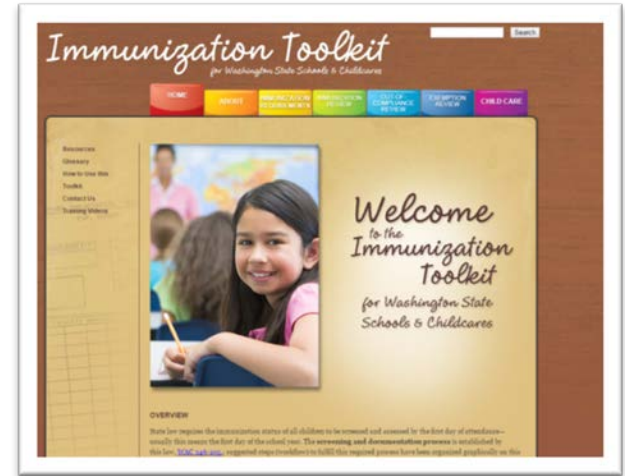 Immunization Toolkit
Search
for Washington State Schools & Childcares
HOME
ABOUT
IMMUNIZATION REQUIREMENTS
IMMUNIZATION REVIEW
OUT OF COMPLIANCE REVIEW
EXEMPTION REVIEW
CHILD CARE
Resources
Glossary
How to Use this
Toolkit
Contact Us
Training Videos
Welcome
to the
Immunization
Toolkit
for Washington State
Schools & Childcares
OVERVIEW
State law requires the immunization status of all children to be screened and assessed by the first day of attendance—
usually this means the first day of the school year. The screening and documentation process is established by
this law, suggested steps (workflow) to fulfill this required process have been organized graphically on this